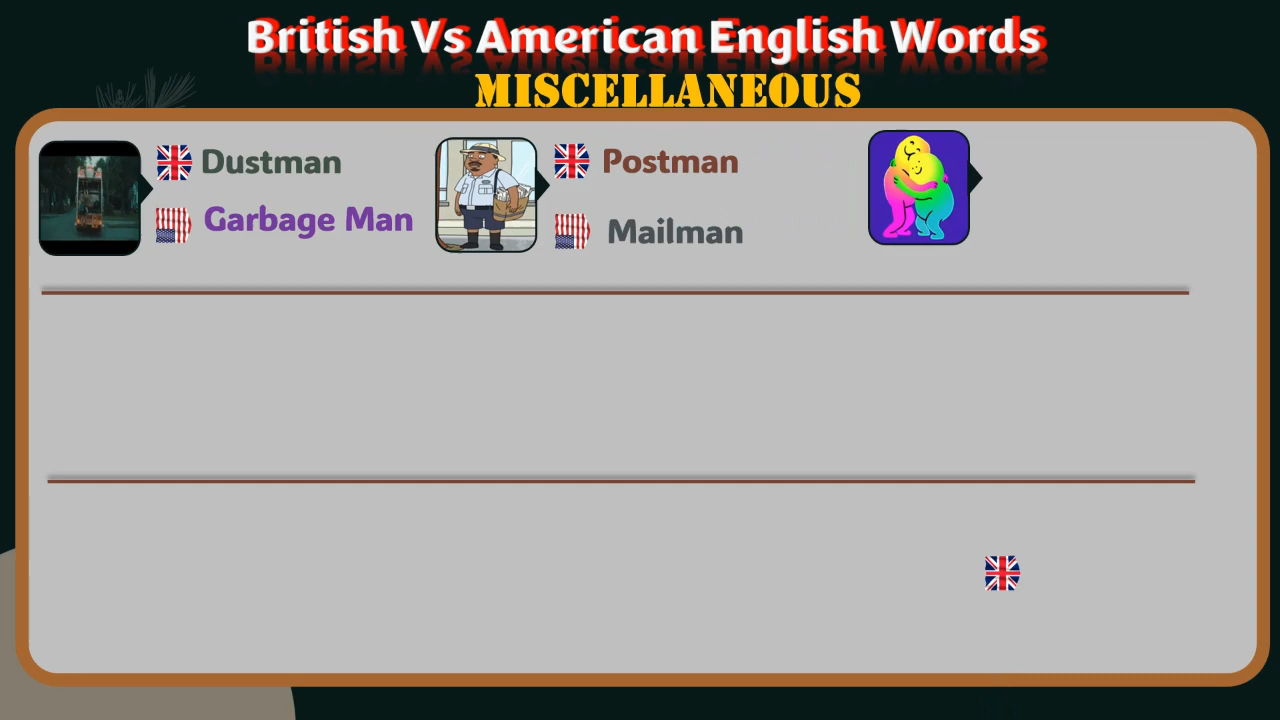 British Vs American English Words
MISCELLANEOUS
Dustman
Garbage Man
Postman
Mailman